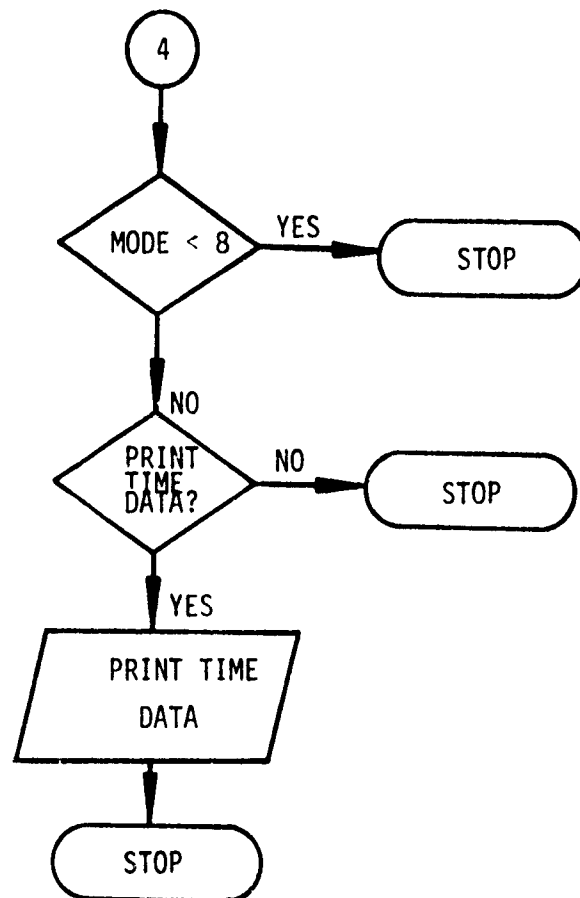 4
MODE < 8
YES
STOP
NO
PRINT
TIME
DATA?
NO
STOP
YES
PRINT TIME
DATA
STOP